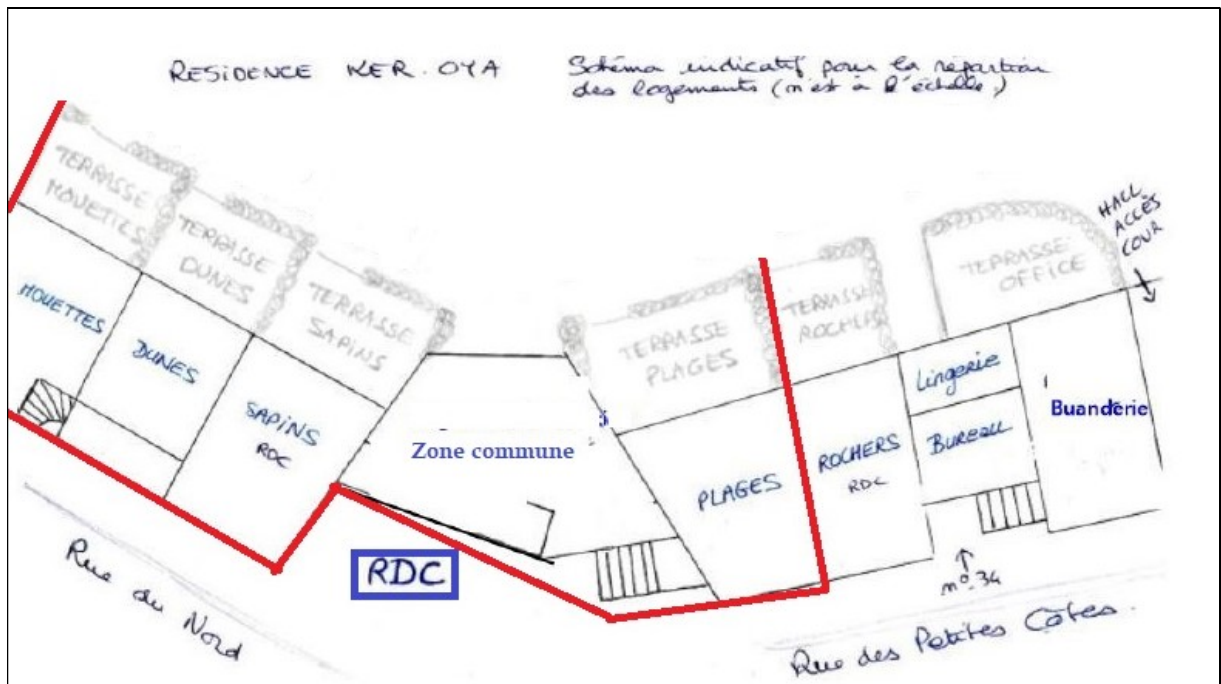 RESIDENCE KER.OYA
Schéma indicatif pour la répartion
des logements (n'est à l'échelle)
TERRASSE
MOUETTES
TERRASSE
DUNES
TERRASSE
SAPINS
TERRASSE
PLAGES
TERRASSE
ROCHERS
TERRASSE
OFFICE
HALL
ACCÈS
COUR
MOUETTES
DUNES
SAPINS
RDC
Zone commune
PLAGES
ROCHERS
RDC
Lingerie
BUREAU
Buanderie
RDC
n°.34
Rue du Nord
Rue des Petites Côtes.